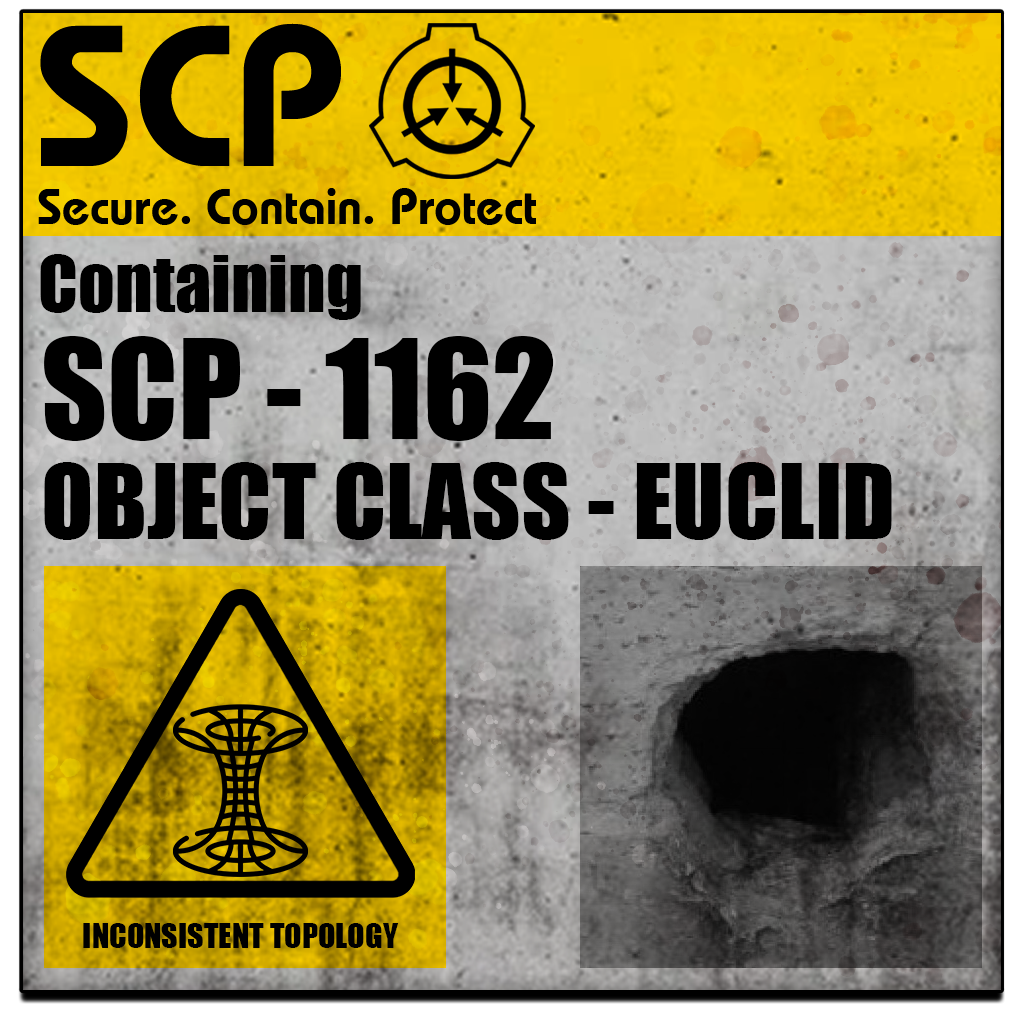 SCP
Secure. Contain. Protect
Containing
SCP - 1162
OBJECT CLASS - EUCLID
INCONSISTENT TOPOLOGY